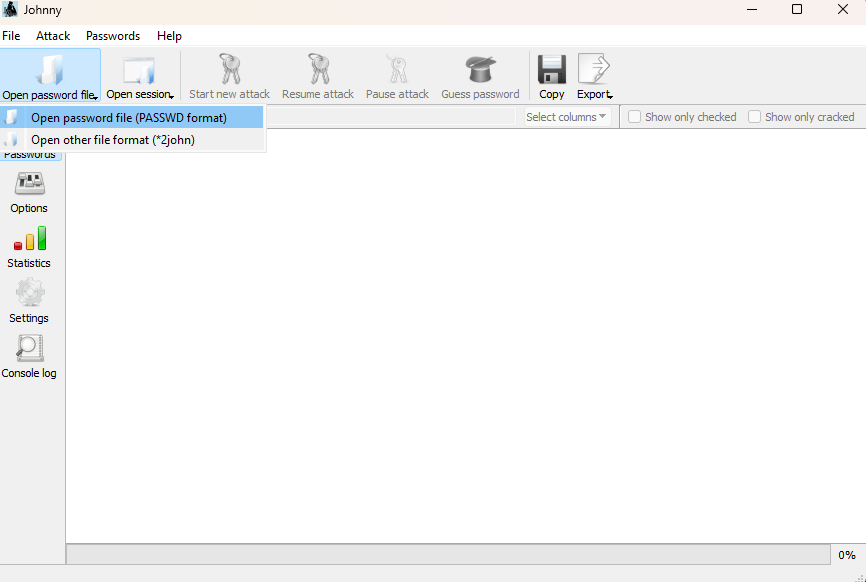 Johnny
File Attack Passwords Help
Open password file Open session Start new attack Resume attack Pause attack Guess password Copy Export
Open password file (PASSWD format) Select columns Show only checked Show only cracked
Open other file format (*2john)
Passwords
Options
Statistics
Settings
Console log
0%